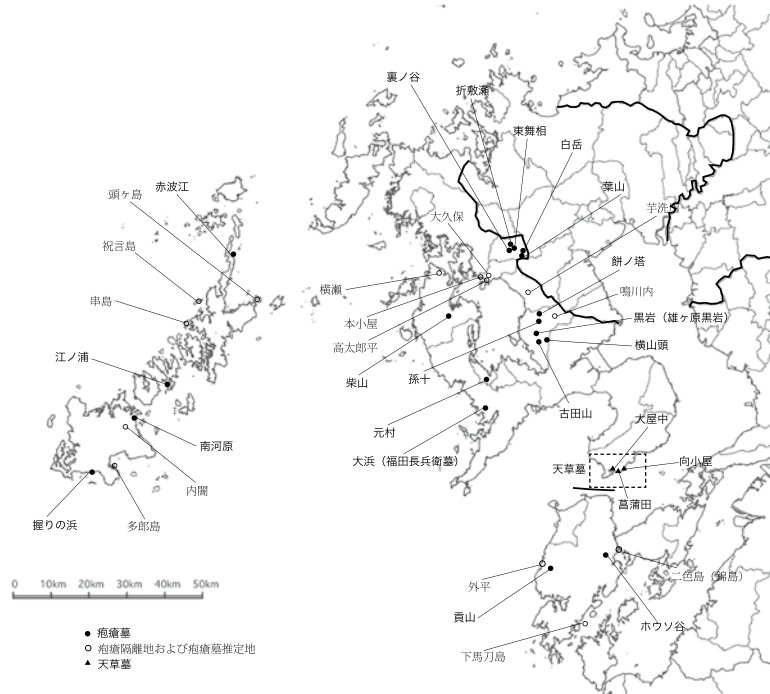 裏ノ谷
折敷瀬
東舞相
白岳
葉山
芋洗
赤波江
頭ヶ島
大久保
祝言島
餅ノ塔
横瀬
鳴川内
串島
本小屋
黒岩（雄ヶ原黒岩）
高太郎平
横山頭
江ノ浦
柴山
孫十
古田山
元村
大屋中
南河原
大浜（福田長兵衛墓）
天草墓
向小屋
内闇
菖蒲田
握りの浜
多郎島
二色島（錦島）
外平
貢山
ホウソ谷
下馬刀島
0 10km 20km 30km 40km 50km
疱瘡墓
疱瘡隔離地および疱瘡墓推定地
天草墓